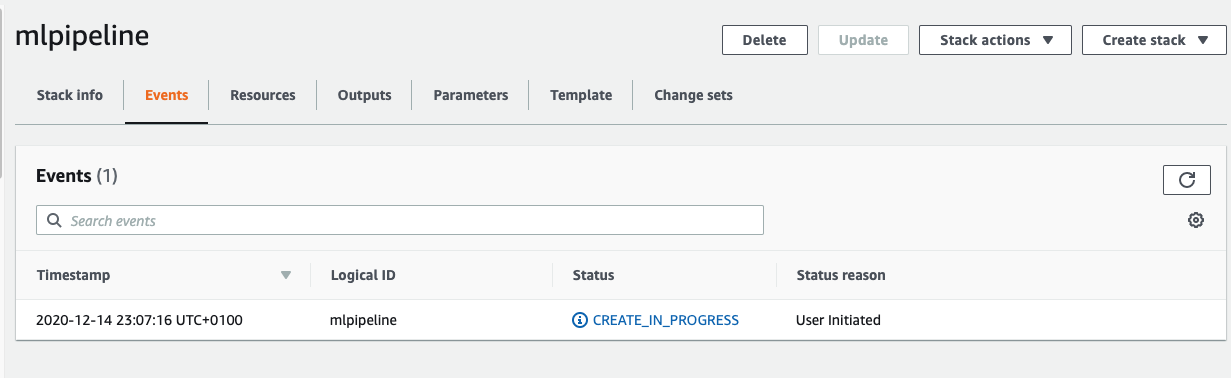 mlpipeline
Delete Update Stack actions Create stack
Stack info Events Resources Outputs Parameters Template Change sets
Events (1)
Search events
Timestamp Logical ID Status Status reason
2020-12-14 23:07:16 UTC+0100 mlpipeline CREATE_IN_PROGRESS User Initiated